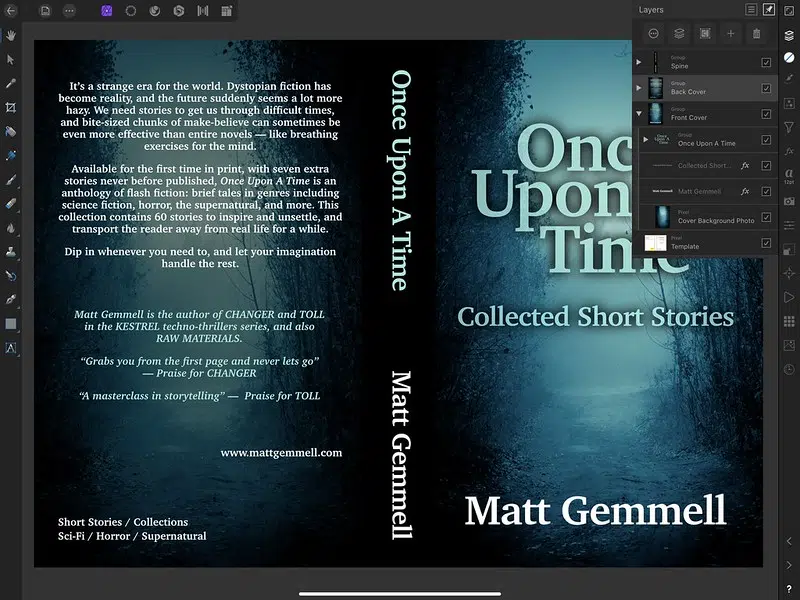 Layers
Group
Spine
Group
Back Cover
Group
Front Cover
Group
Once Upon A Time
Collected Short...
fx
Matt Gemmell
fx
Pixel
Cover Background Photo
Pixel
Template
It's a strange era for the world. Dystopian fiction has
become reality, and the future suddenly seems a lot more
hazy. We need stories to get us through difficult times,
and bite-sized chunks of make-believe can sometimes be
even more effective than entire novels — like breathing
exercises for the mind.
Available for the first time in print, with seven extra
stories never before published, Once Upon A Time is an
anthology of flash fiction: brief tales in genres including
science fiction, horror, the supernatural, and more. This
collection contains 60 stories to inspire and unsettle, and
transport the reader away from real life for a while.
Dip in whenever you need to, and let your imagination
handle the rest.
Matt Gemmell is the author of CHANGER and TOLL
in the KESTREL techno-thrillers series, and also
RAW MATERIALS.
“Grabs you from the first page and never lets go”
— Praise for CHANGER
“A masterclass in storytelling” — Praise for TOLL
www.mattgemmell.com
Short Stories / Collections
Sci-Fi / Horror / Supernatural
Once Upon A Time
Matt Gemmell
Onc
Upon
Time
Collected Short Stories
Matt Gemmell
fx
a
12pt
A
?